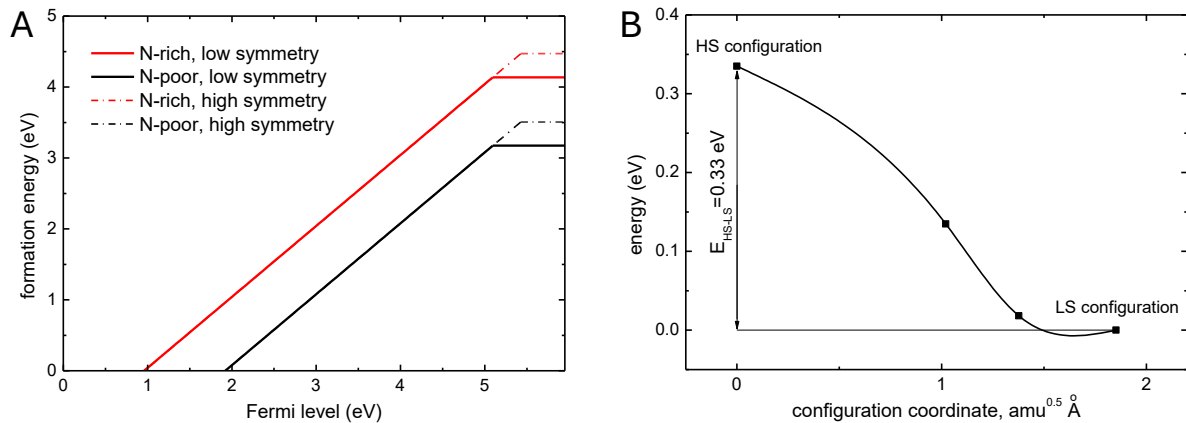 A
N-rich, low symmetry
N-poor, low symmetry
N-rich, high symmetry
N-poor, high symmetry
formation energy (eV)
5
4
3
2
1
0
0 1 2 3 4 5
Fermi level (eV)
B
HS configuration
E_HS-LS=0.33 eV
LS configuration
energy (eV)
0.4
0.3
0.2
0.1
0.0
0 1 2
configuration coordinate, amu^0.5 Å